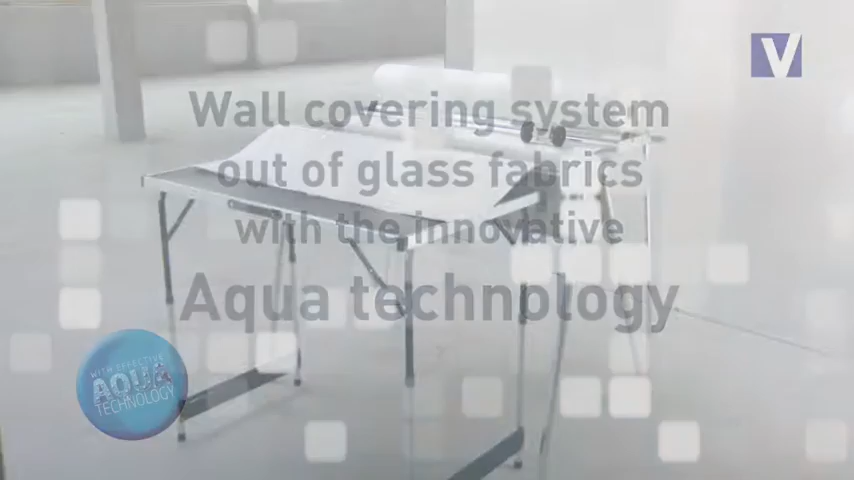 V
Wall covering system
out of glass fabrics
with the innovative
Aqua technology
WITH EFFECTIVE
AQUA
TECHNOLOGY